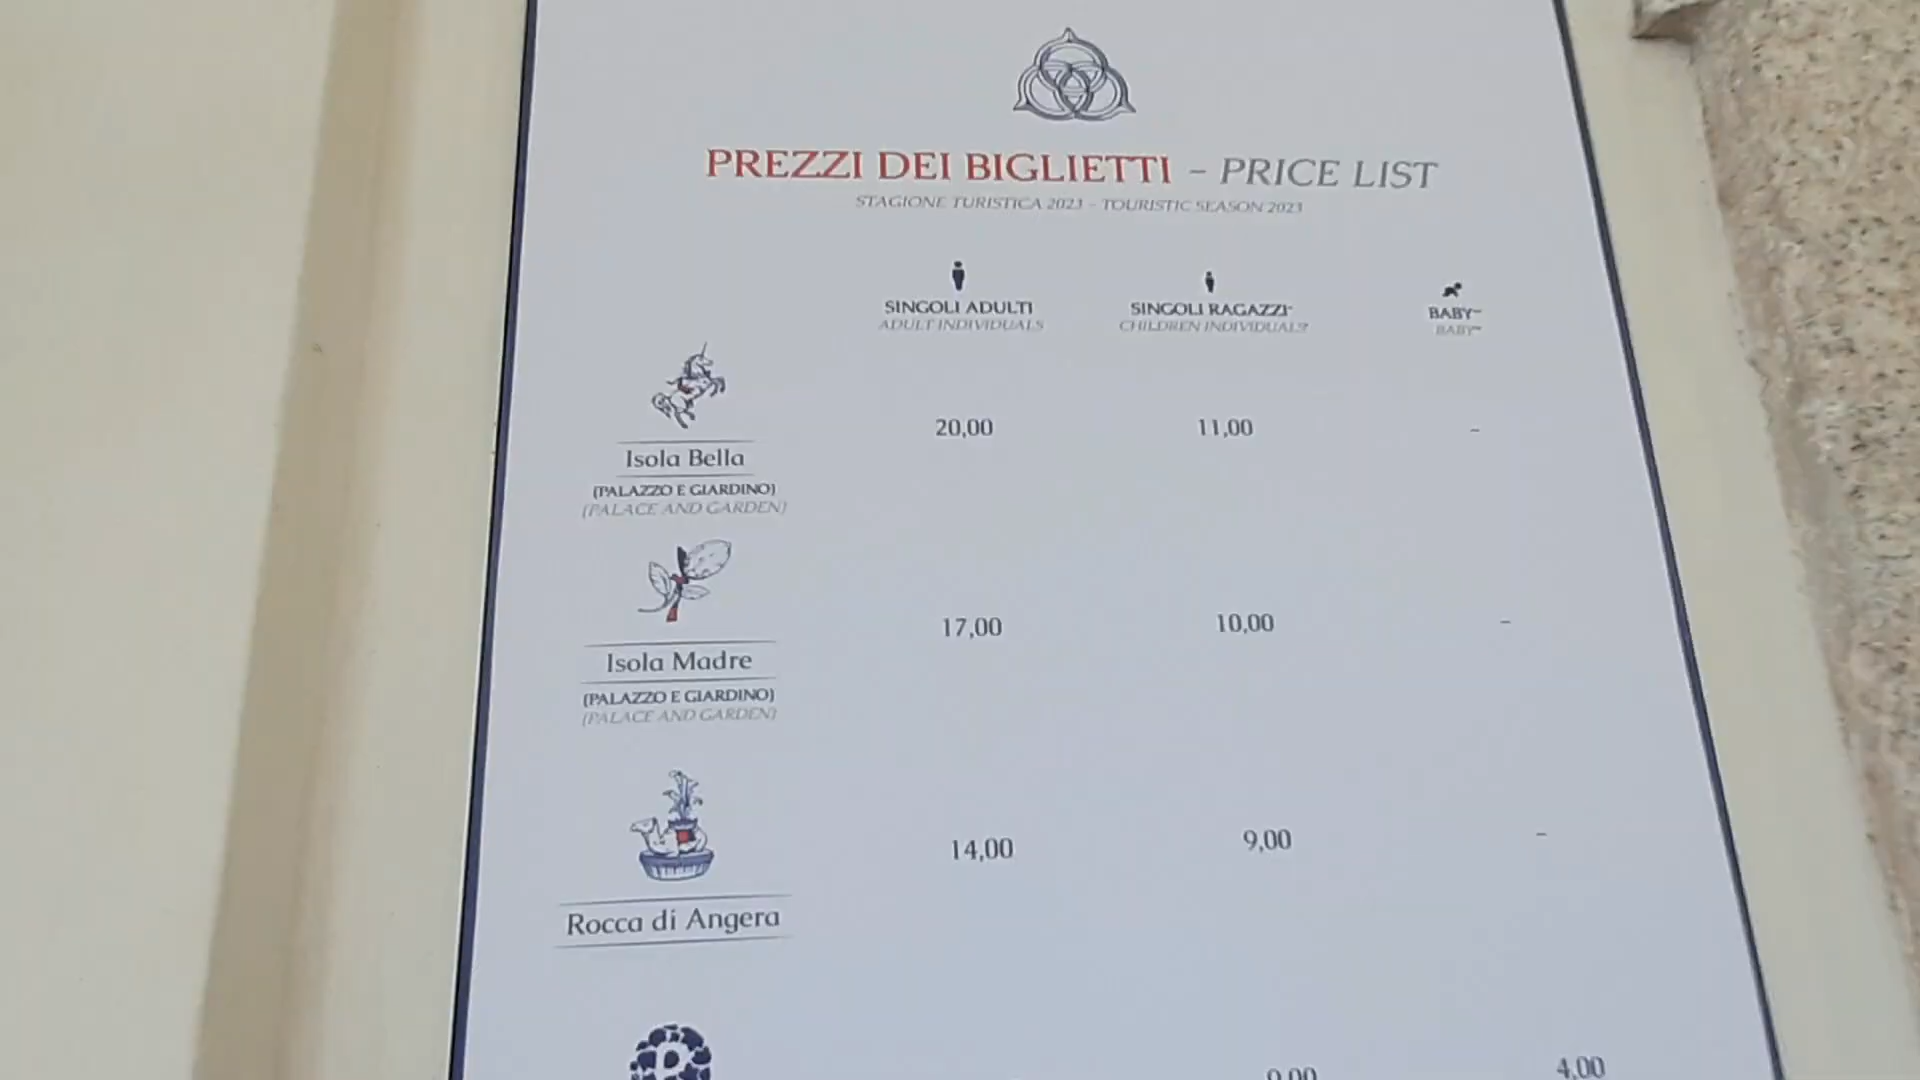 PREZZI DEI BIGLIETTI – PRICE LIST
STAGIONE TURISTICA 2023 – TOURISTIC SEASON 2023
SINGOLI ADULTI
ADULT INDIVIDUALS
SINGOLI RAGAZZI*
CHILDREN INDIVIDUALS*
BABY**
BABY**
20,00 11,00 –
Isola Bella
(PALAZZO E GIARDINO)
(PALACE AND GARDEN)
17,00 10,00 –
Isola Madre
(PALAZZO E GIARDINO)
(PALACE AND GARDEN)
14,00 9,00 –
Rocca di Angera
4,00